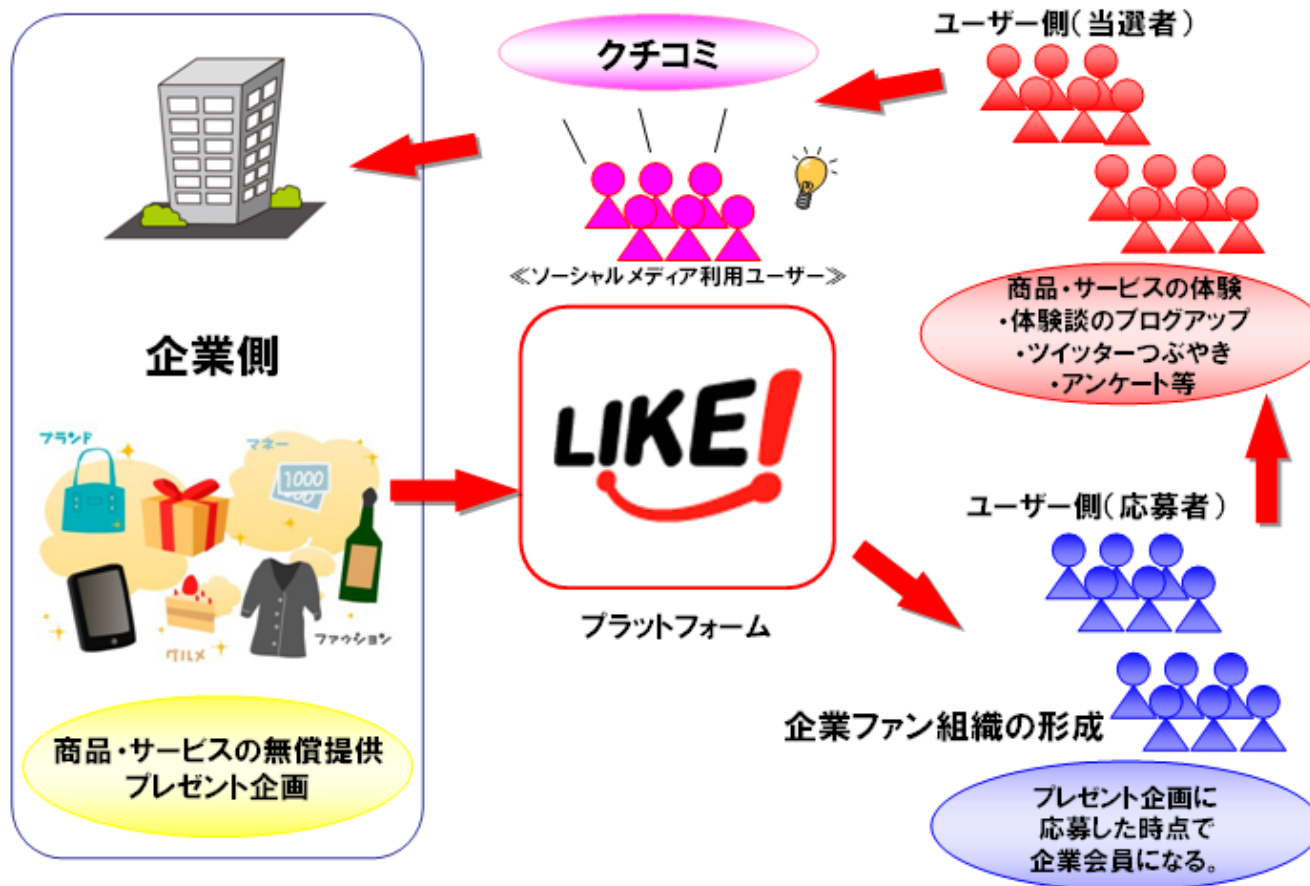 ユーザー側(当選者)
クチコミ
≪ソーシャルメディア利用ユーザー≫
商品・サービスの体験
・体験談のブログアップ
・ツイッターつぶやき
・アンケート等
企業側
LIKE!
ブランド
マネー
1000
グルメ
ファッション
プラットフォーム
ユーザー側(応募者)
企業ファン組織の形成
商品・サービスの無償提供
プレゼント企画
プレゼント企画に
応募した時点で
企業会員になる。